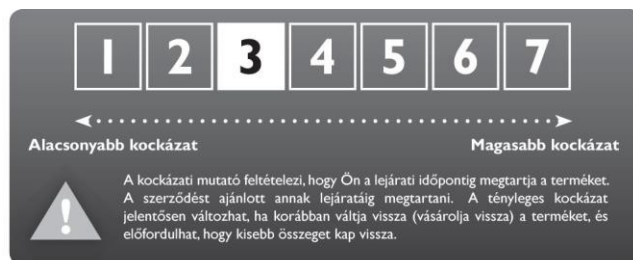 1 2 3 4 5 6 7
Alacsonyabb kockázat Magasabb kockázat
A kockázati mutató feltételezi, hogy Ön a lejárati időpontig megtartja a terméket.
A szerződést ajánlott annak lejáratáig megtartani. A tényleges kockázat
jelentősen változhat, ha korábban váltja vissza (vásárolja vissza) a terméket, és
előfordulhat, hogy kisebb összeget kap vissza.